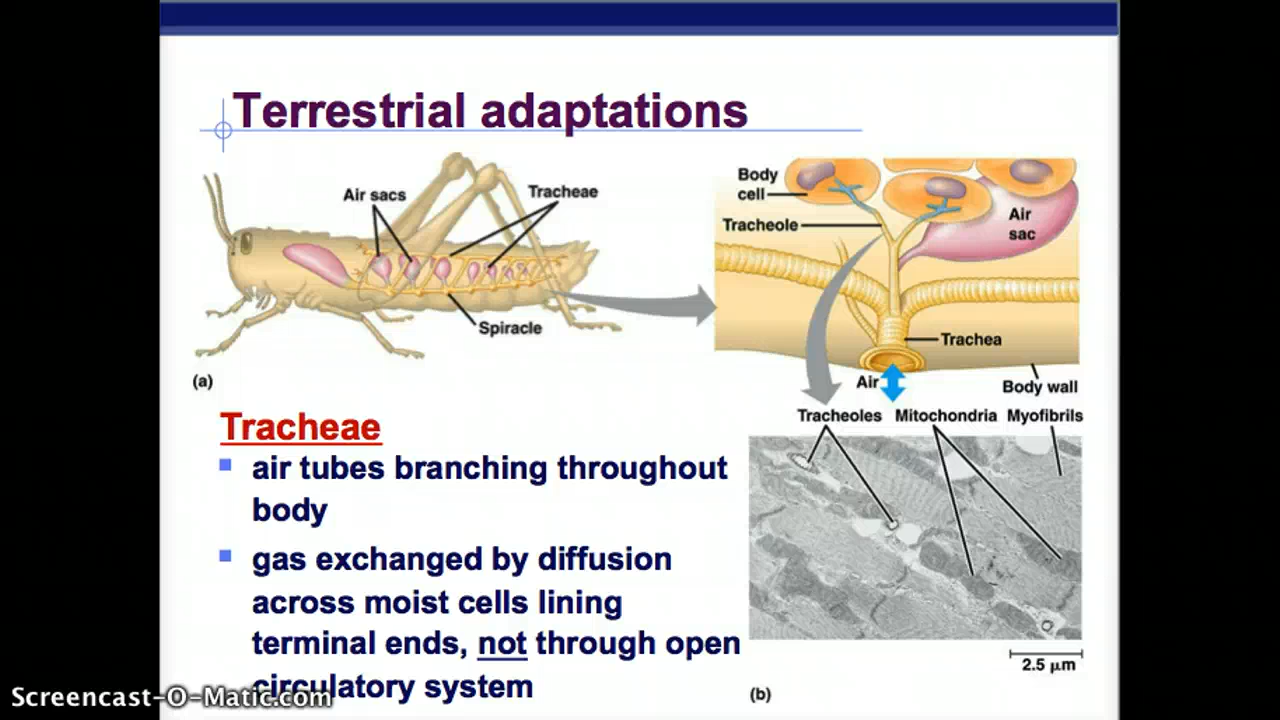 Terrestrial adaptations
Air sacs
Tracheae
Spiracle
(a)
Body
cell
Tracheole
Air
sac
Trachea
Air
Body wall
Tracheoles Mitochondria Myofibrils
2.5 µm
(b)
Tracheae
air tubes branching throughout
body
gas exchanged by diffusion
across moist cells lining
terminal ends, not through open
circulatory system
Screencast-O-Matic.com